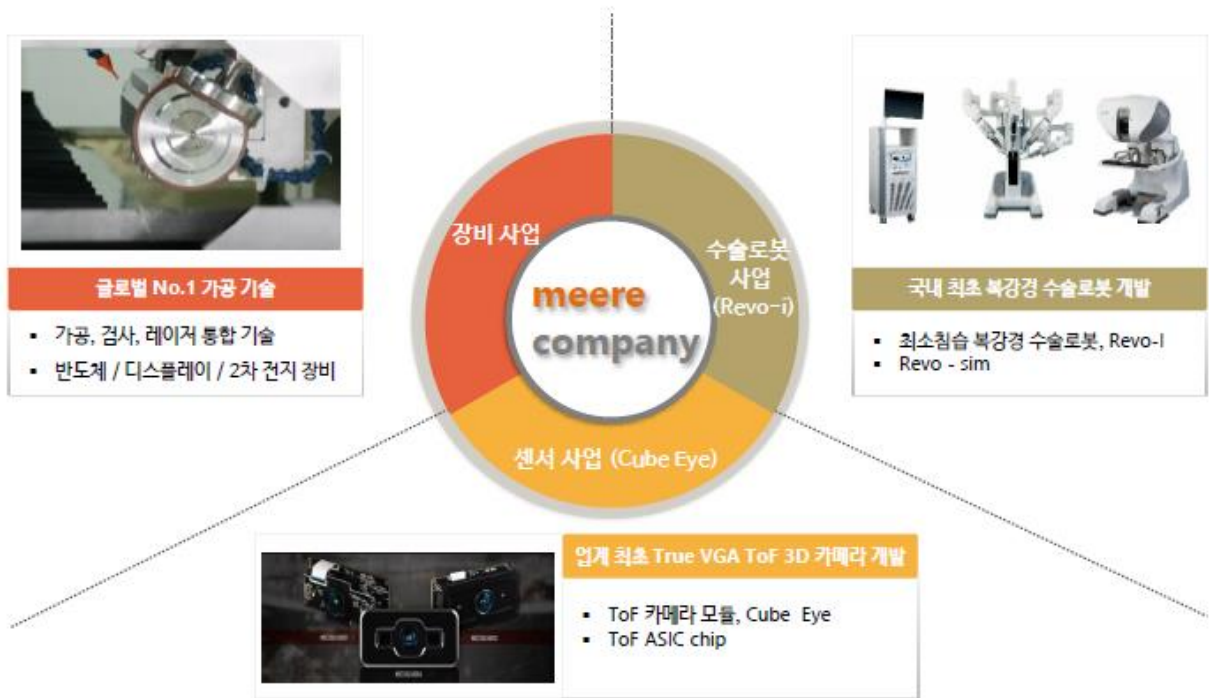 장비 사업
수술로봇
사업
(Revo-i)
meere
company
센서 사업 (Cube Eye)
글로벌 No.1 가공 기술
▪ 가공, 검사, 레이저 통합 기술
▪ 반도체 / 디스플레이 / 2차 전지 장비
국내 최초 복강경 수술로봇 개발
▪ 최소침습 복강경 수술로봇, Revo-I
▪ Revo - sim
업계 최초 True VGA ToF 3D 카메라 개발
▪ ToF 카메라 모듈, Cube Eye
▪ ToF ASIC chip